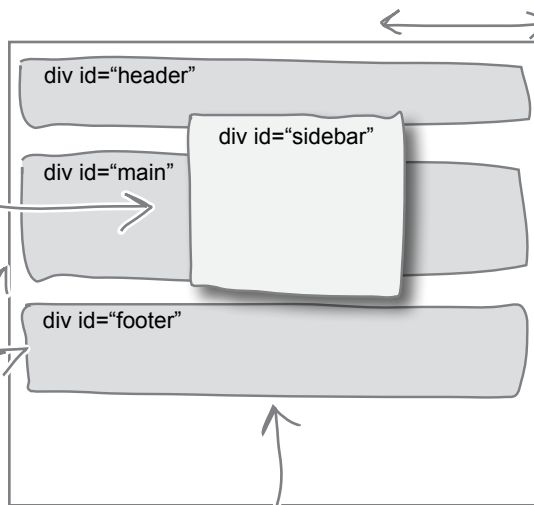 div id=“header”
div id=“sidebar”
div id=“main”
div id=“footer”